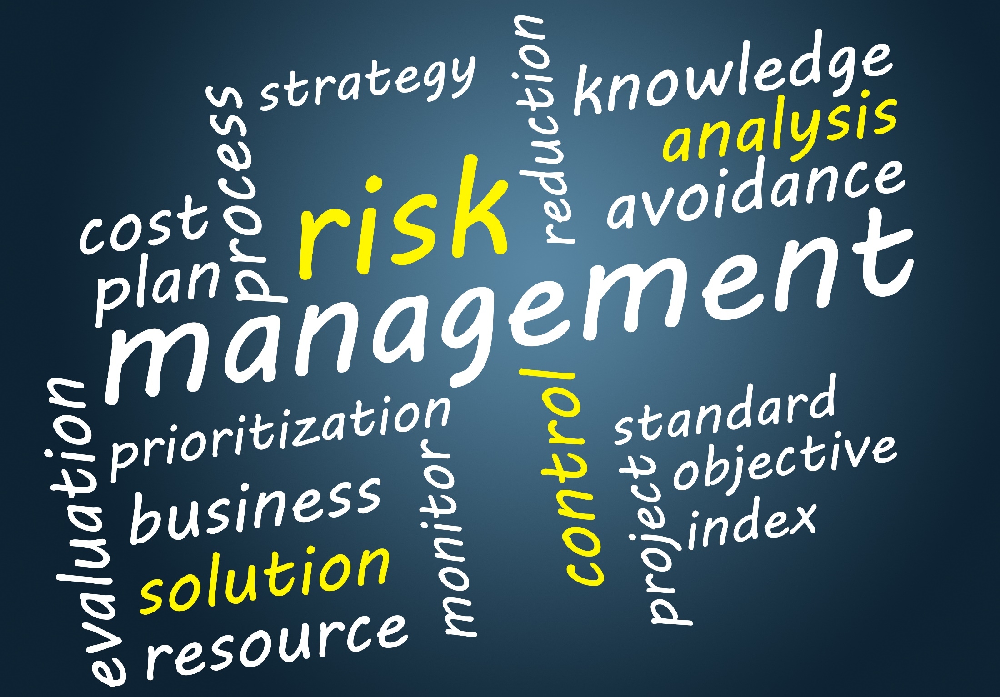 strategy
reduction
knowledge
process
analysis
risk
avoidance
cost
plan
management
evaluation
prioritization
control
standard
monitor
objective
business
project
index
solution
resource